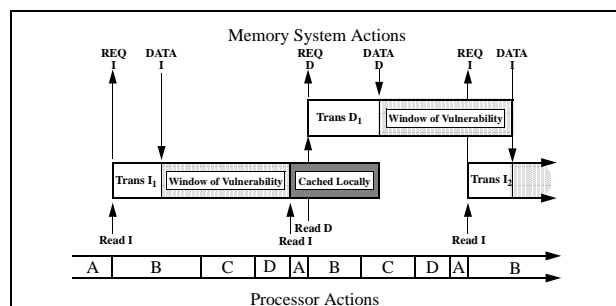 Memory System Actions
REQ DATA REQ DATA REQ DATA
I I D D I I
Trans D1 Window of Vulnerability
Trans I1 Window of Vulnerability Cached Locally Trans I2
Read D
Read I Read I Read I
A B C D A B C D A B
Processor Actions